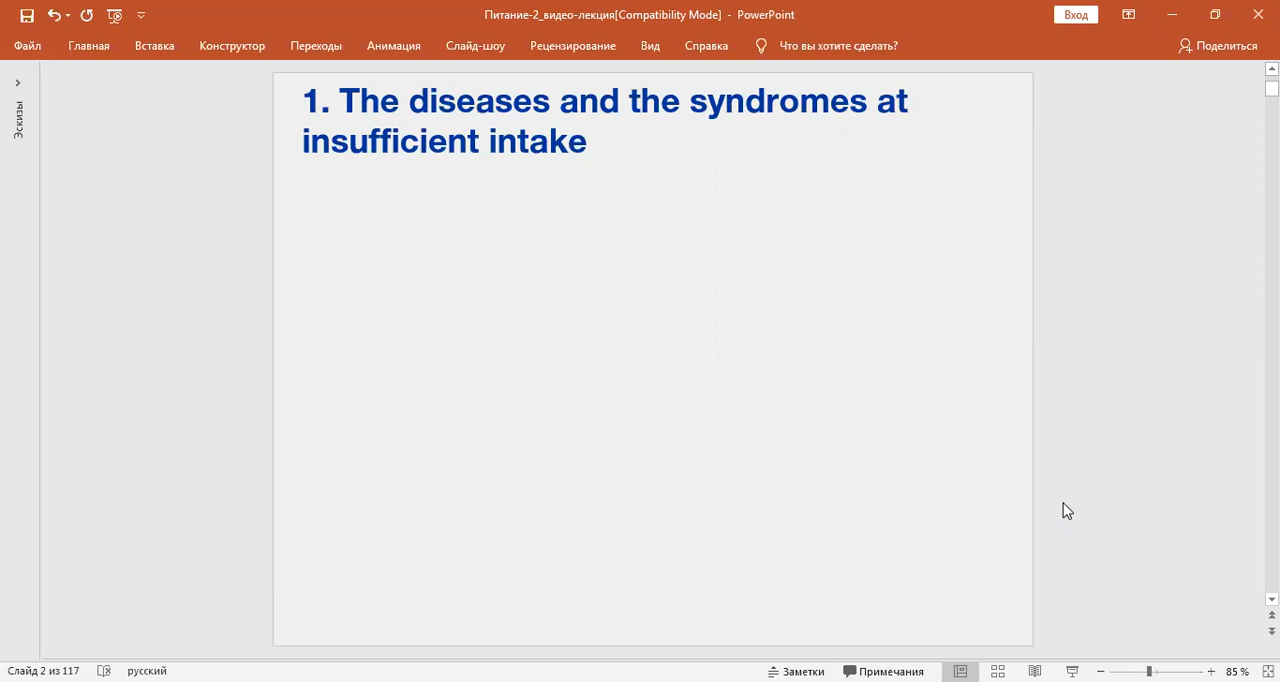 Питание-2_видео-лекция[Compatibility Mode] - PowerPoint
Вход
Файл Главная Вставка Конструктор Переходы Анимация Слайд-шоу Рецензирование Вид Справка Что вы хотите сделать? Поделиться
Эскизы
1. The diseases and the syndromes at
insufficient intake
Слайд 2 из 117 русский Заметки Примечания 85 %